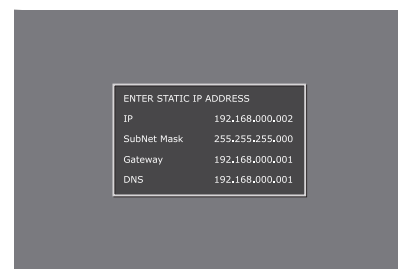 ENTER STATIC IP ADDRESS
IP 192.168.000.002
SubNet Mask 255.255.255.000
Gateway 192.168.000.001
DNS 192.168.000.001